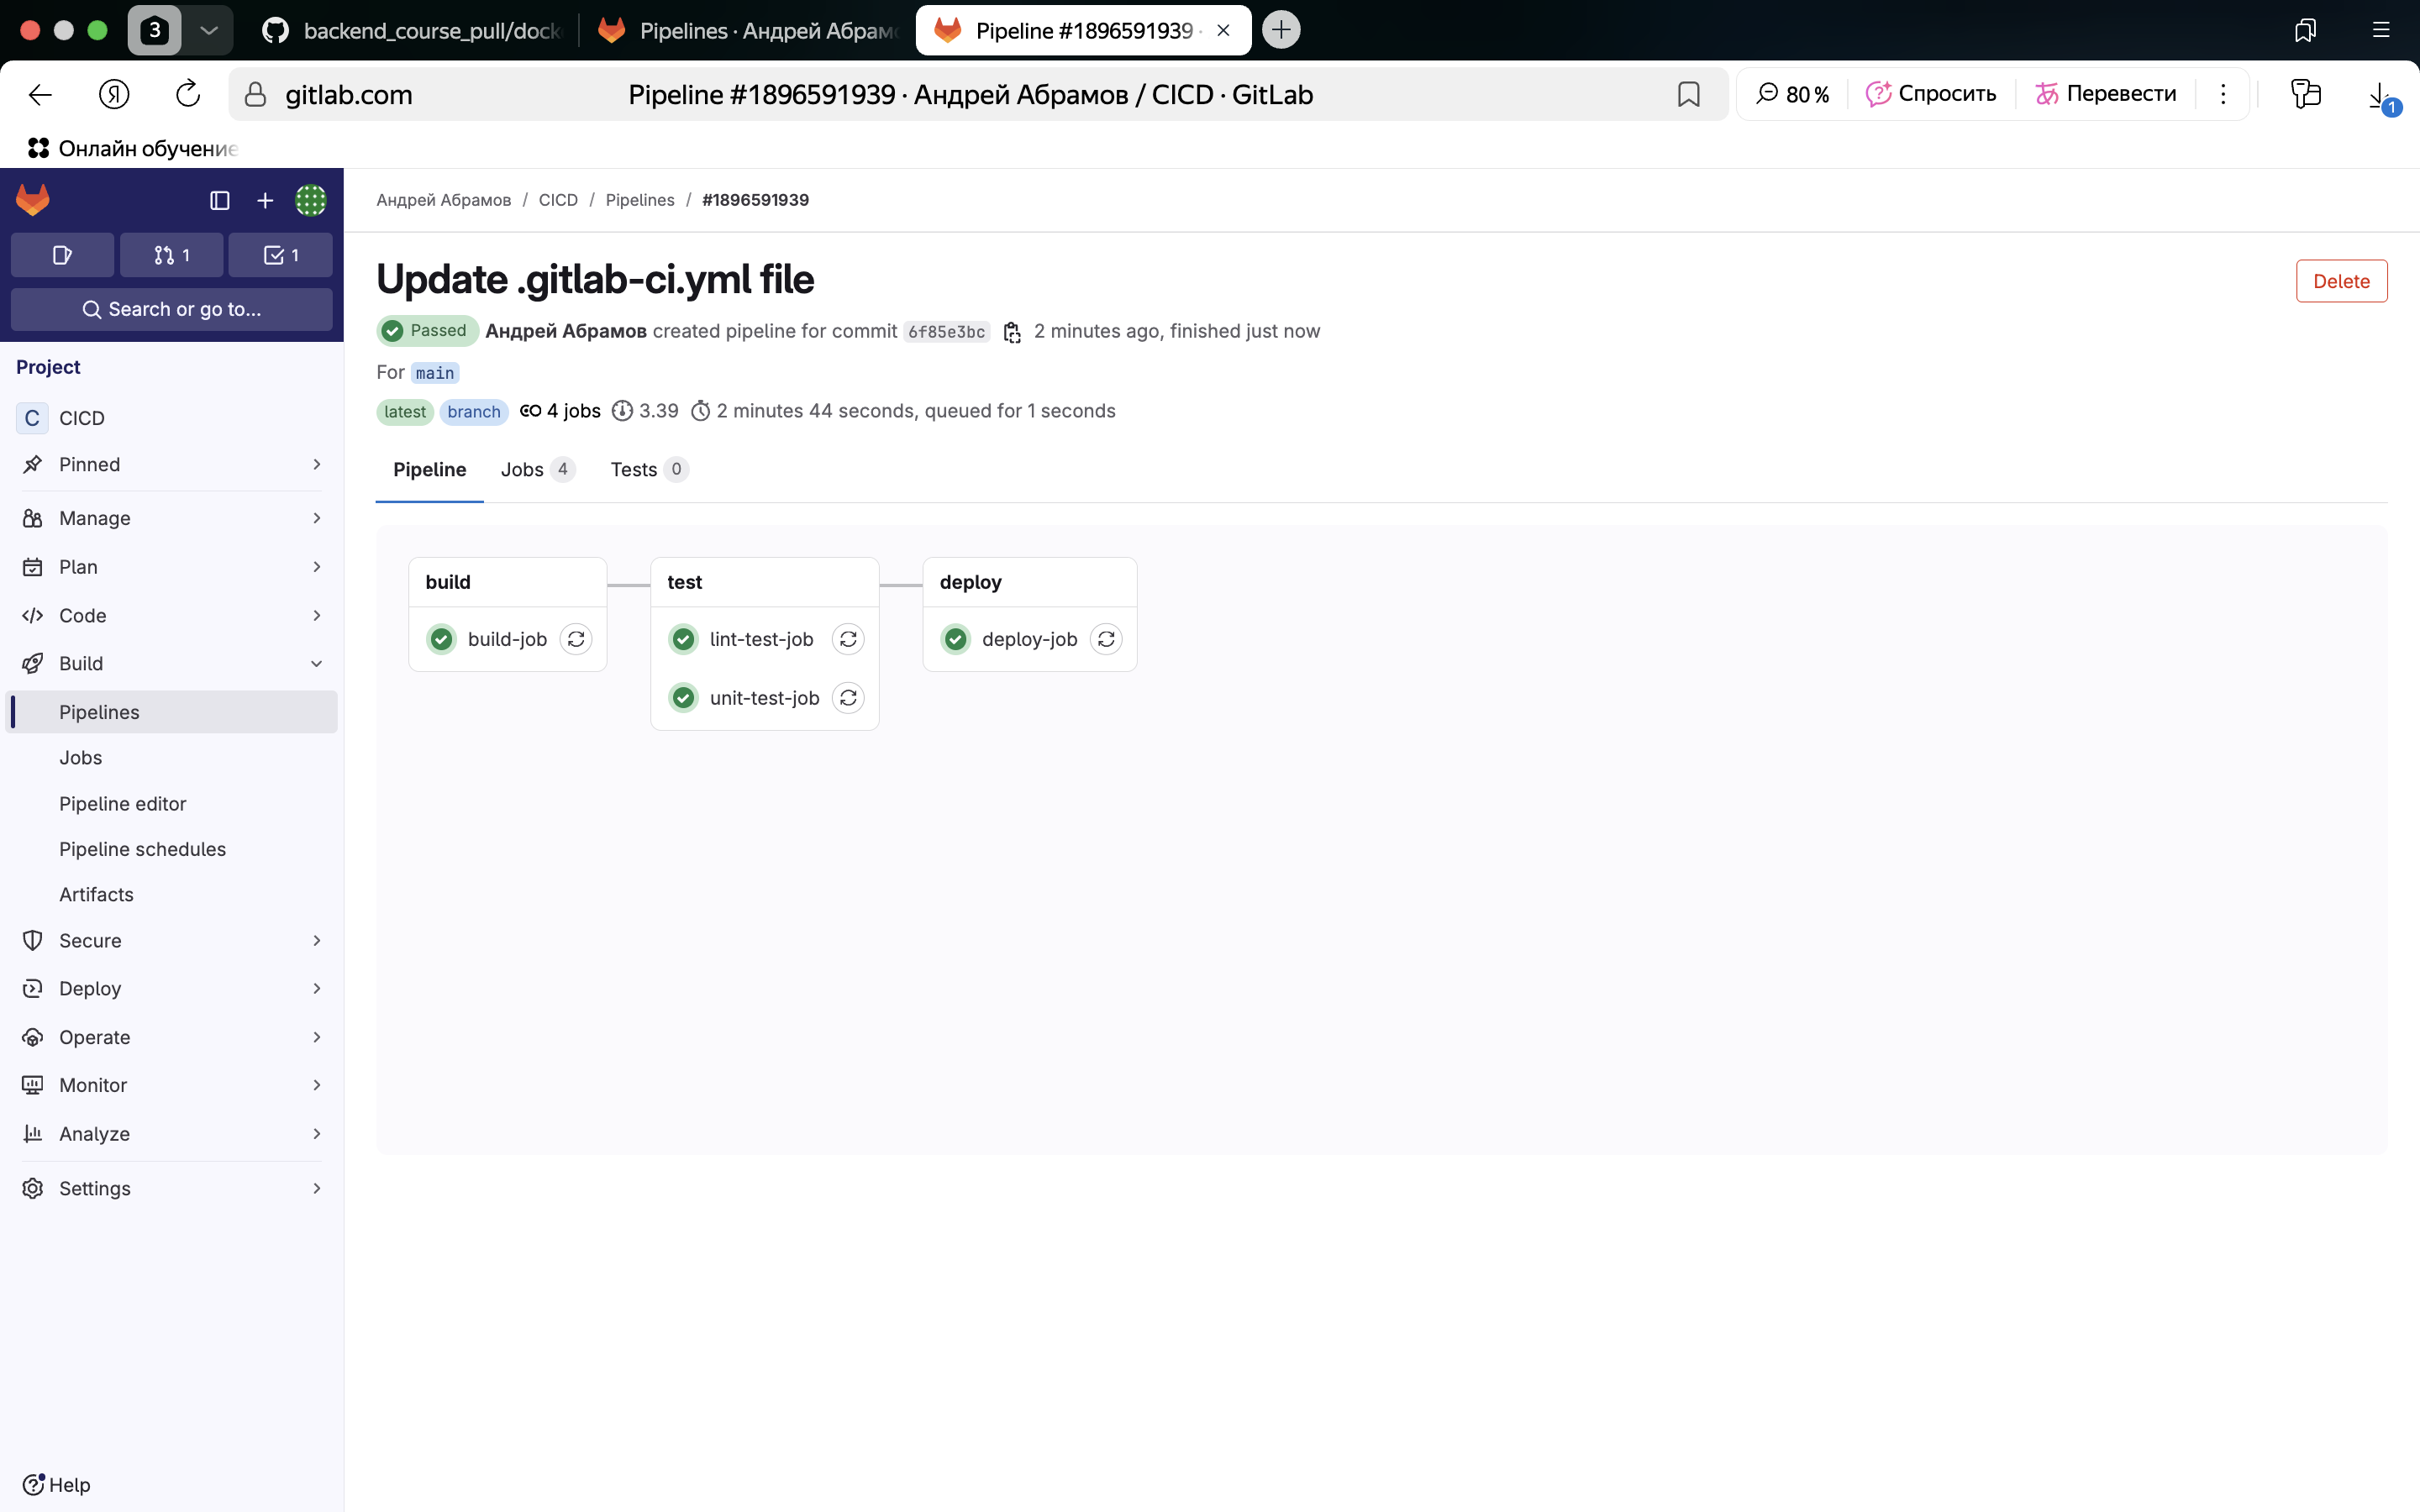 3
backend_course_pull/dock
Pipelines · Андрей Абрам
Pipeline #1896591939 ·
Я
gitlab.com
Pipeline #1896591939 · Андрей Абрамов / CICD · GitLab
80 %
Спросить
Перевести
1
Онлайн обучение
1
1
Search or go to...
Project
C CICD
Pinned
Manage
Plan
Code
Build
Pipelines
Jobs
Pipeline editor
Pipeline schedules
Artifacts
Secure
Deploy
Operate
Monitor
Analyze
Settings
Help
Андрей Абрамов / CICD / Pipelines / #1896591939
Update .gitlab-ci.yml file
Delete
Passed Андрей Абрамов created pipeline for commit 6f85e3bc 2 minutes ago, finished just now
For main
latest branch 4 jobs 3.39 2 minutes 44 seconds, queued for 1 seconds
Pipeline Jobs 4 Tests 0
build
build-job
test
lint-test-job
unit-test-job
deploy
deploy-job